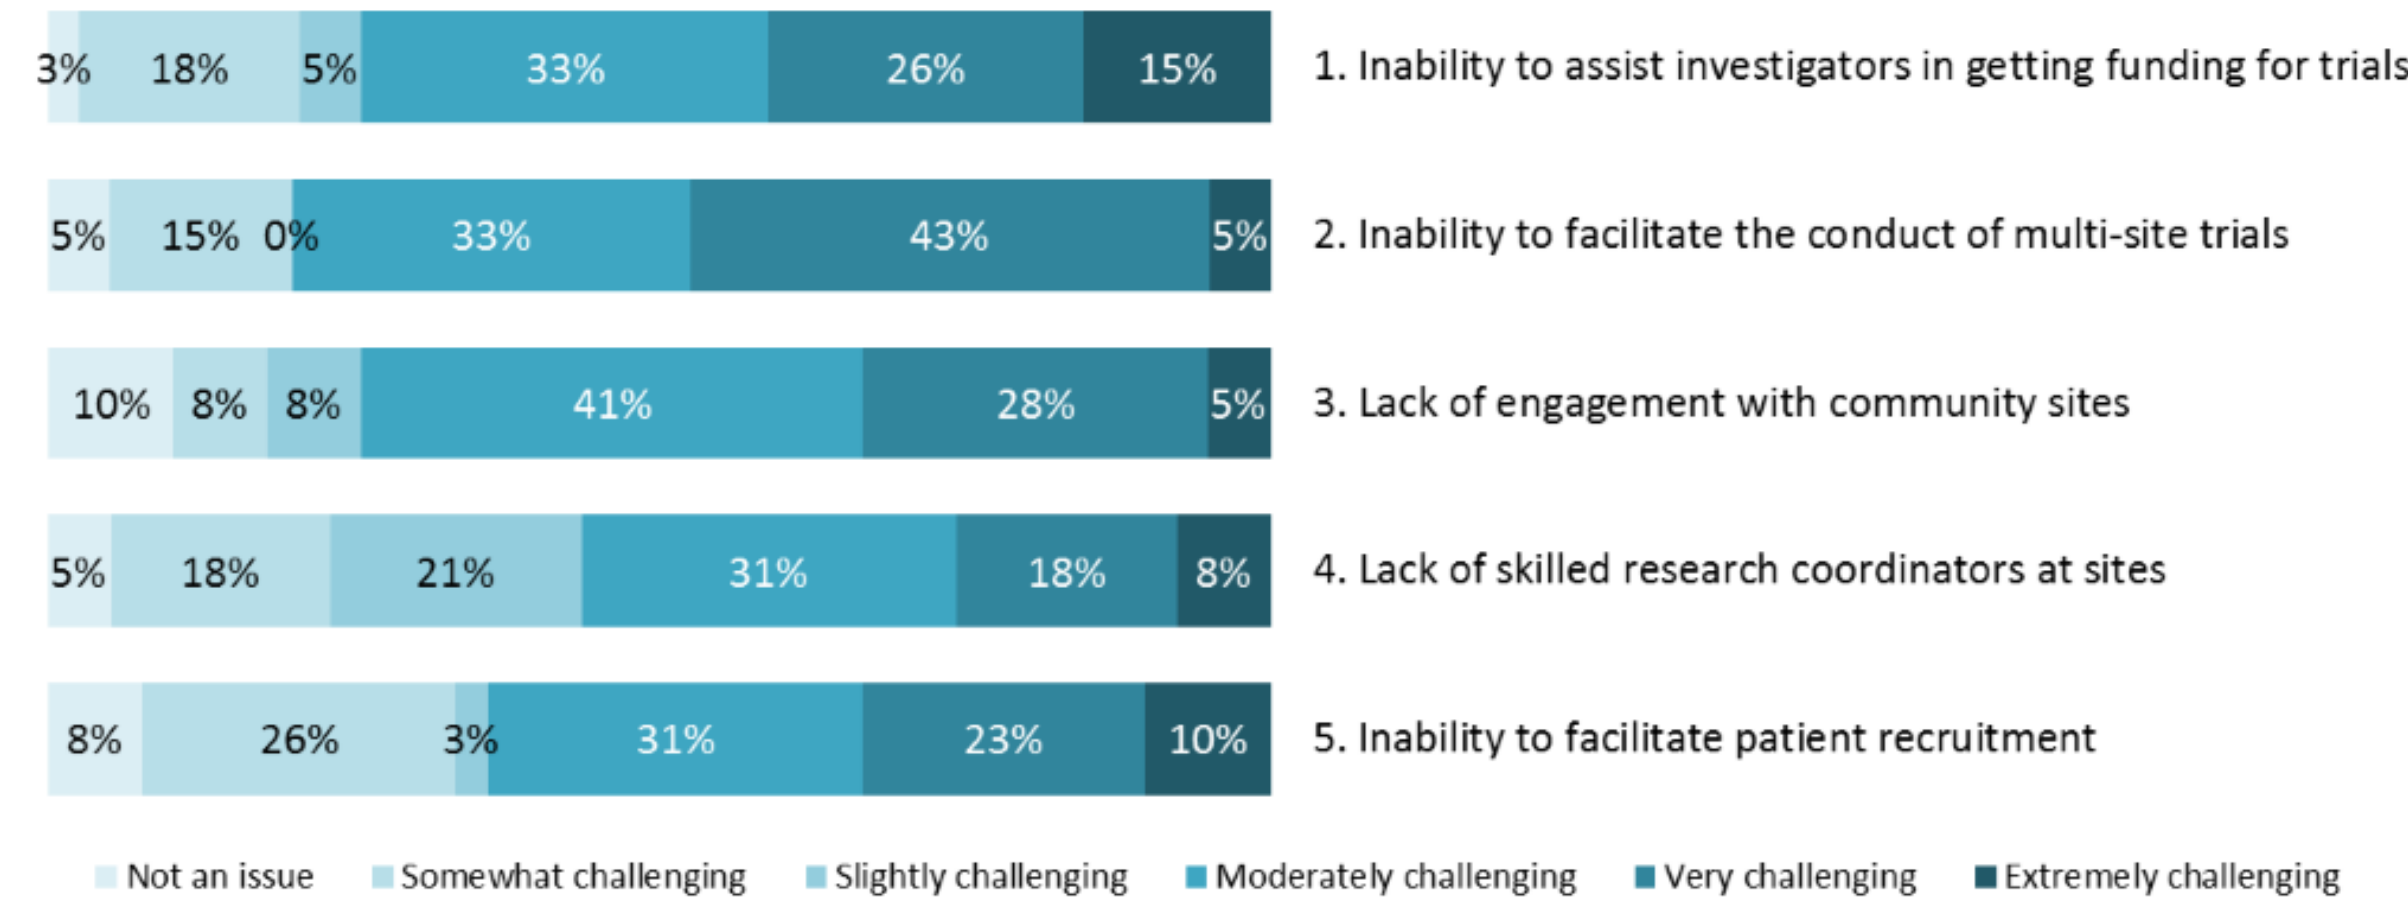 3% 18% 5% 33% 26% 15% 1. Inability to assist investigators in getting funding for trials
5% 15% 0% 33% 43% 5% 2. Inability to facilitate the conduct of multi-site trials
10% 8% 8% 41% 28% 5% 3. Lack of engagement with community sites
5% 18% 21% 31% 18% 8% 4. Lack of skilled research coordinators at sites
8% 26% 3% 31% 23% 10% 5. Inability to facilitate patient recruitment
Not an issue Somewhat challenging Slightly challenging Moderately challenging Very challenging Extremely challenging